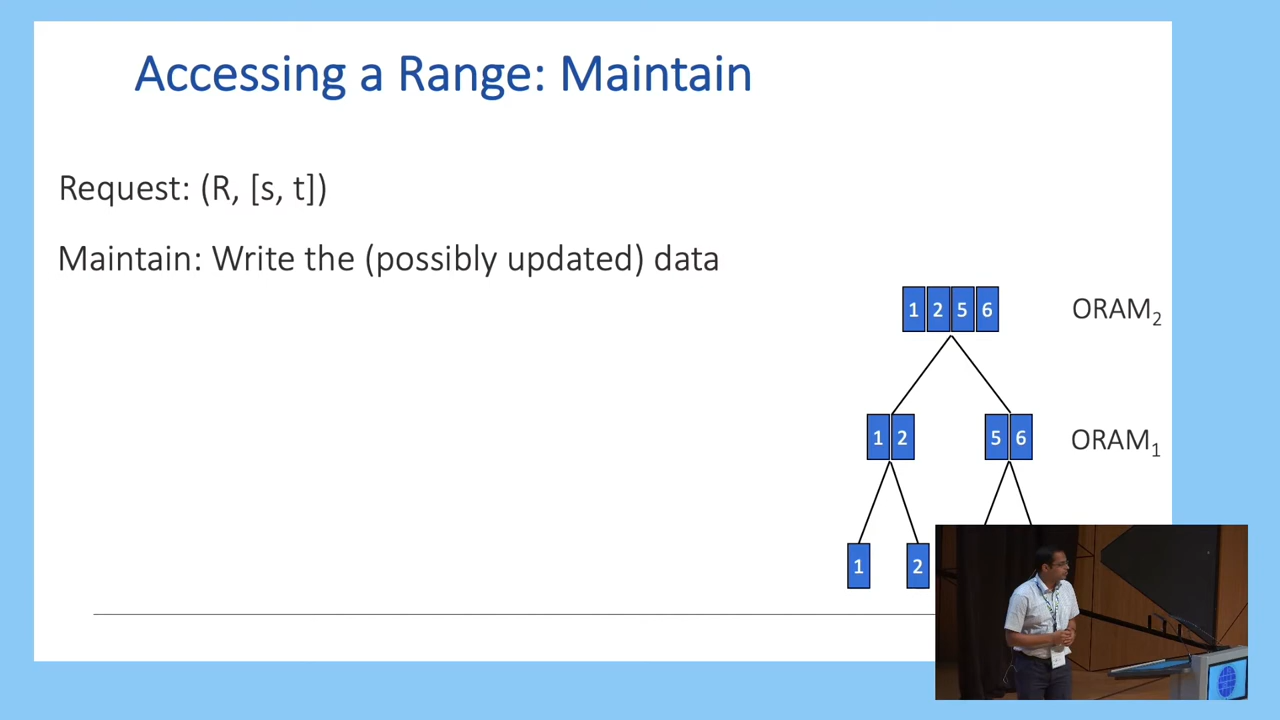 Accessing a Range: Maintain
Request: (R, [s, t])
Maintain: Write the (possibly updated) data
1 2 5 6 ORAM₂
1 2 5 6 ORAM₁
1 2